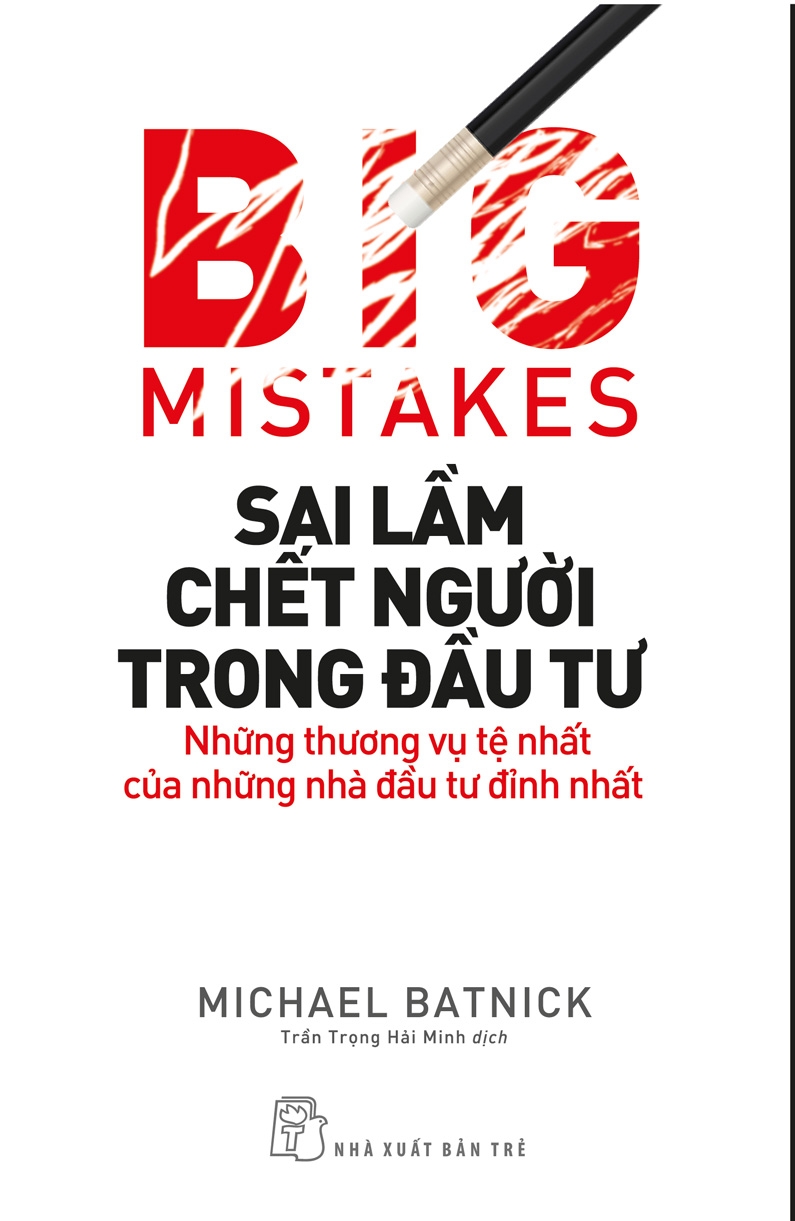 BIG
MISTAKES
SAI LẦM
CHẾT NGƯỜI
TRONG ĐẦU TƯ
Những thương vụ tệ nhất
của những nhà đầu tư đỉnh nhất
MICHAEL BATNICK
Trần Trọng Hải Minh dịch
T
NHÀ XUẤT BẢN TRẺ